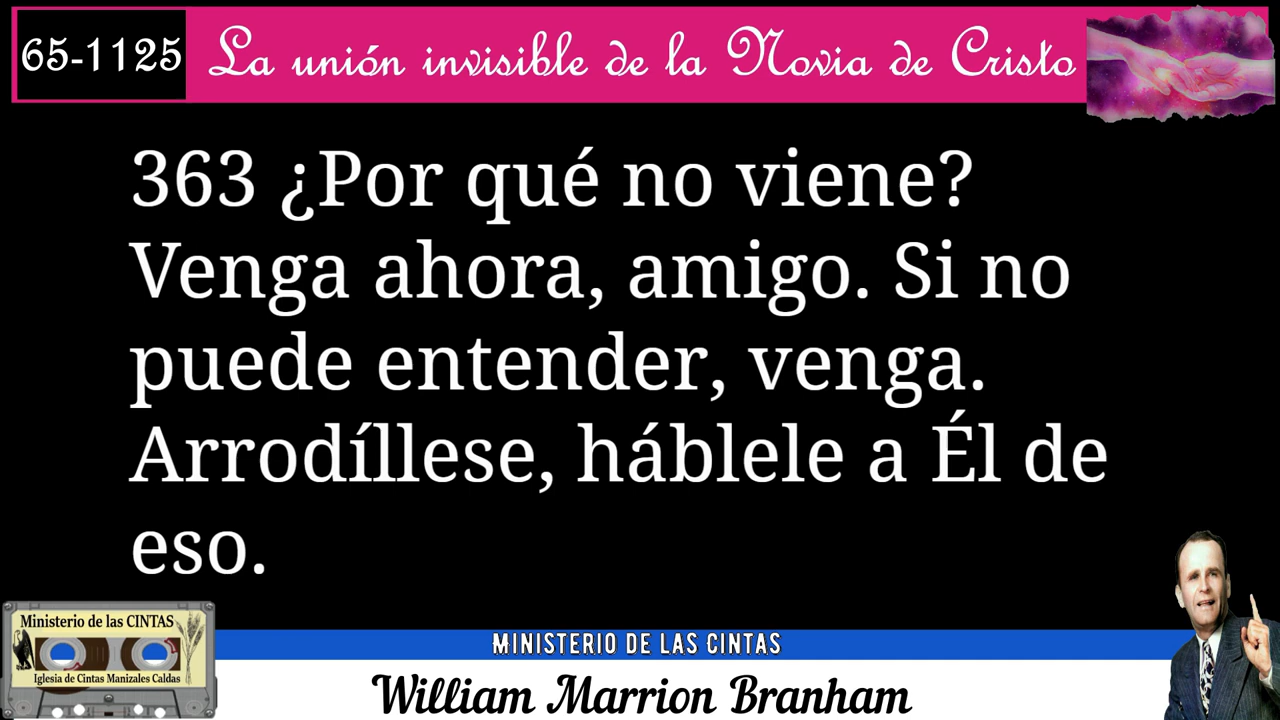 65-1125 La unión invisible de la Novia de Cristo
363 ¿Por qué no viene?
Venga ahora, amigo. Si no
puede entender, venga.
Arrodíllese, háblele a Él de
eso.
Ministerio de las CINTAS
Iglesia de Cintas Manizales Caldas
MINISTERIO DE LAS CINTAS
William Marrion Branham